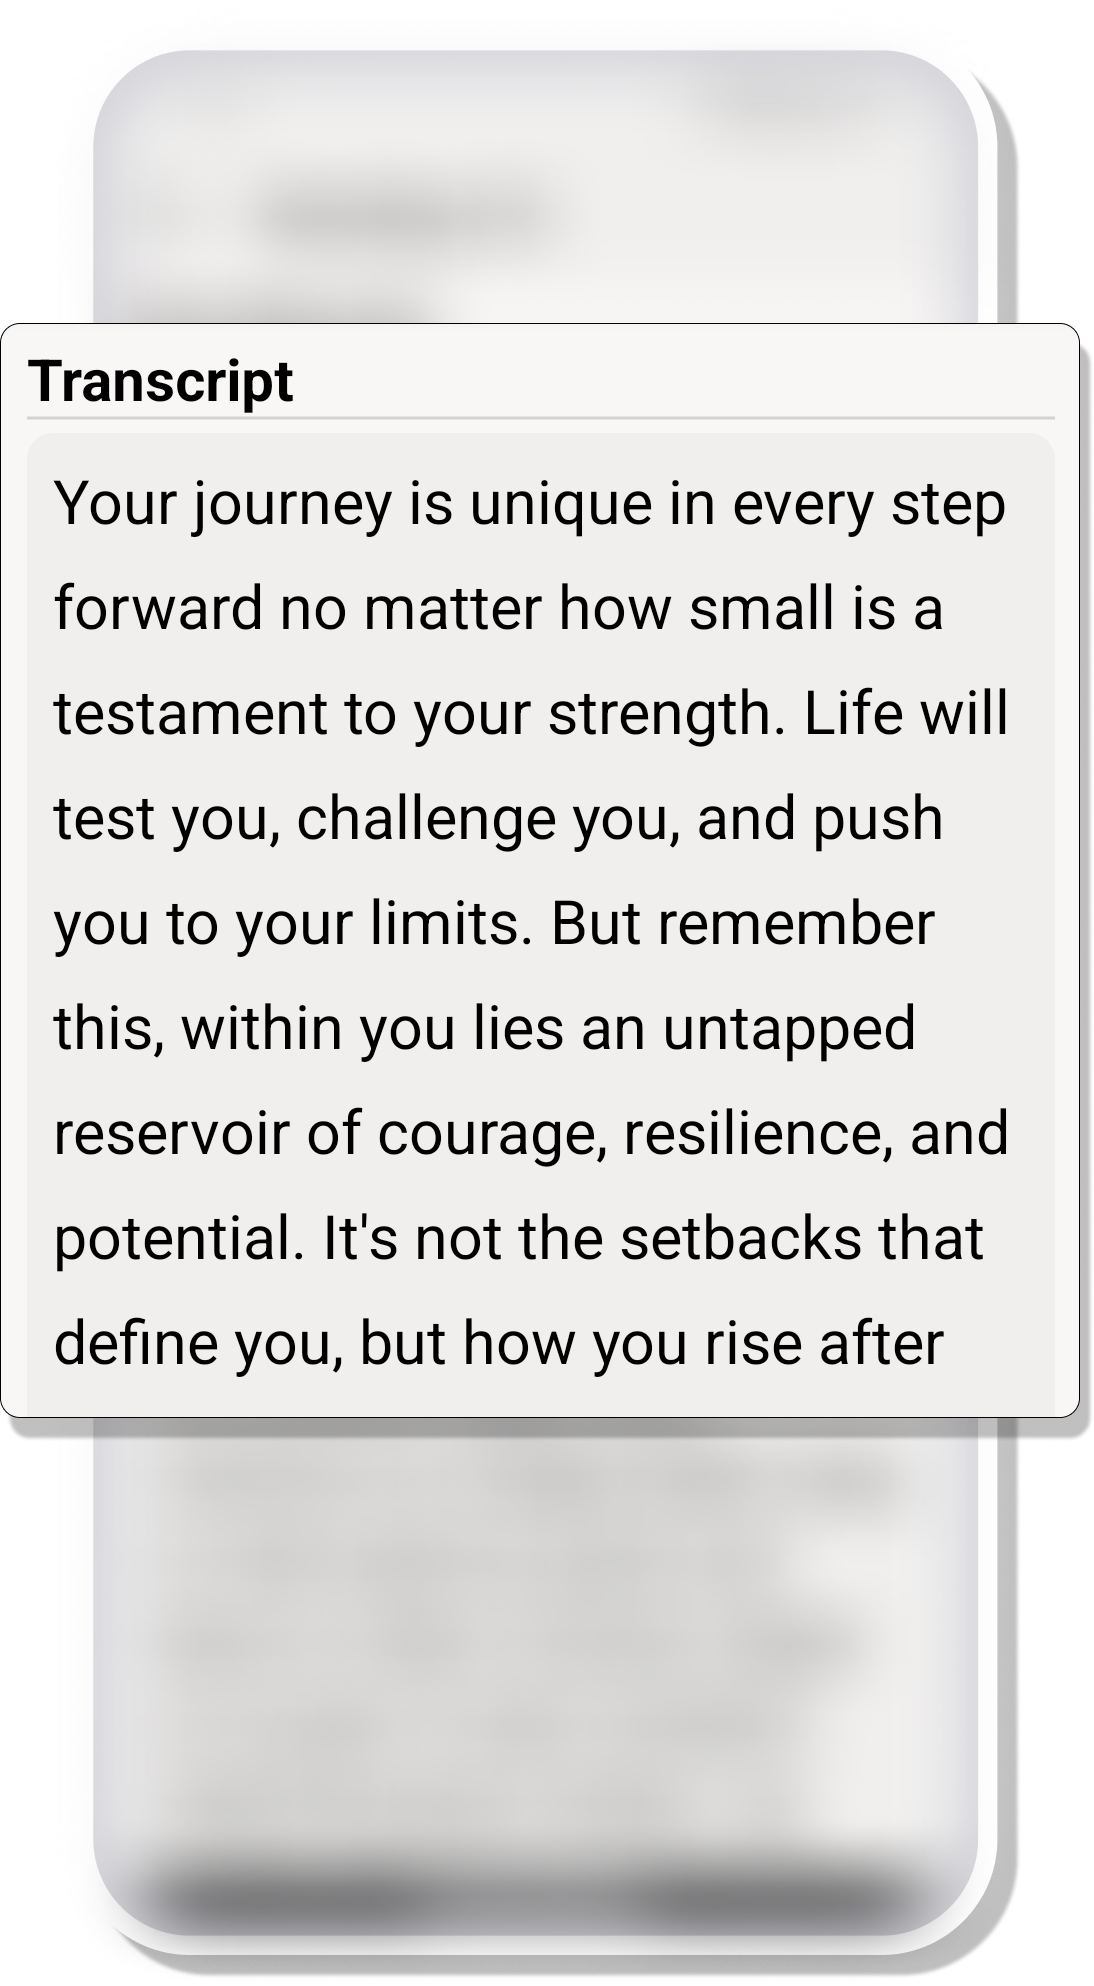 Transcript
Your journey is unique in every step
forward no matter how small is a
testament to your strength. Life will
test you, challenge you, and push
you to your limits. But remember
this, within you lies an untapped
reservoir of courage, resilience, and
potential. It's not the setbacks that
define you, but how you rise after